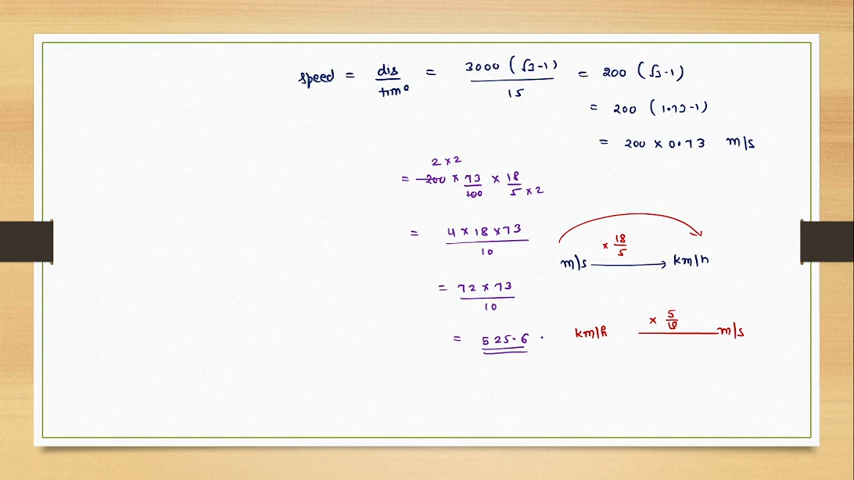 speed = dis/time = 3000 (√3-1)/15 = 200 (√3-1)
= 200 (1.73-1)
= 200 × 0.73 m/s
2×2
= 200 × 73/100 × 18/5 ×2
= 4×18×73/10
× 18/5
m/s → km/h
= 72×73/10
= 525.6 .
km/h × 5/18 m/s